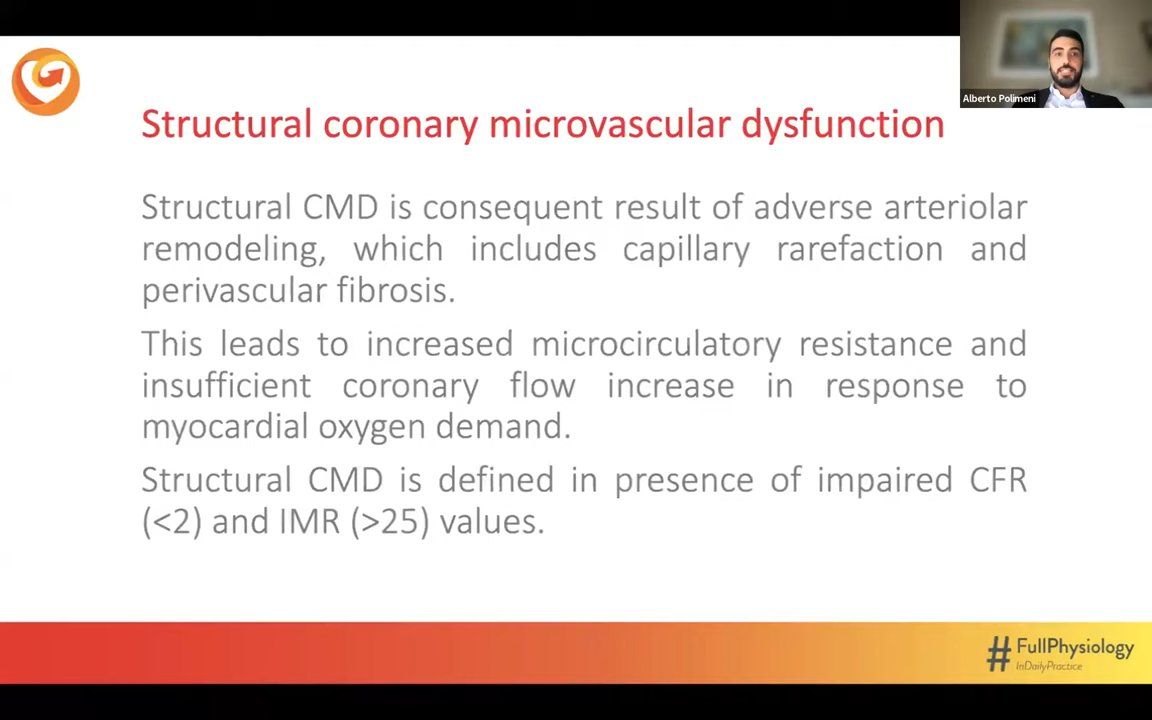 Alberto Polimeni
Structural coronary microvascular dysfunction
Structural CMD is consequent result of adverse arteriolar
remodeling, which includes capillary rarefaction and
perivascular fibrosis.
This leads to increased microcirculatory resistance and
insufficient coronary flow increase in response to
myocardial oxygen demand.
Structural CMD is defined in presence of impaired CFR
(<2) and IMR (>25) values.
#FullPhysiology
InDailyPractice